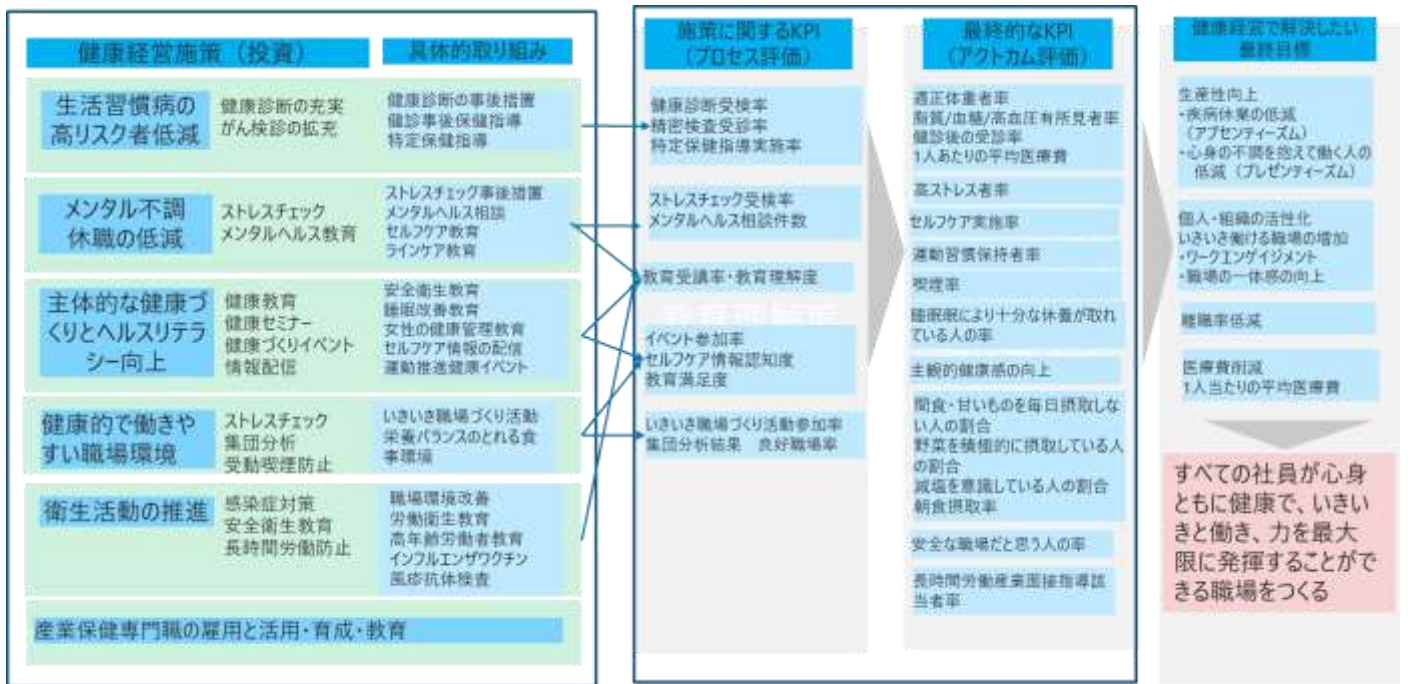 健康経営施策（投資）
具体的取り組み
生活習慣病の
高リスク者低減
健康診断の充実
がん検診の拡充
健康診断の事後措置
健診事後保健指導
特定保健指導
メンタル不調
休職の低減
ストレスチェック
メンタルヘルス教育
ストレスチェック事後措置
メンタルヘルス相談
セルフケア教育
ラインケア教育
主体的な健康づ
くりとヘルスリテラ
シー向上
健康教育
健康セミナー
健康づくりイベント
情報配信
安全衛生教育
睡眠改善教育
女性の健康管理教育
セルフケア情報の配信
運動推進健康イベント
健康的で働きや
すい職場環境
ストレスチェック
集団分析
受動喫煙防止
いきいき職場づくり活動
栄養バランスのとれる食
事環境
衛生活動の推進
感染症対策
安全衛生教育
長時間労働防止
職場環境改善
労働衛生教育
高年齢労働者教育
インフルエンザワクチン
風疹抗体検査
産業保健専門職の雇用と活用・育成・教育
施策に関するKPI
（プロセス評価）
健康診断受検率
精密検査受診率
特定保健指導実施率
ストレスチェック受検率
メンタルヘルス相談件数
教育受講率・教育理解度
イベント参加率
セルフケア情報認知度
教育満足度
いきいき職場づくり活動参加率
集団分析結果　良好職場率
最終的なKPI
（アウトカム評価）
適正体重者率
脂質/血糖/高血圧有所見者率
健診後の受診率
1人あたりの平均医療費
高ストレス者率
セルフケア実施率
運動習慣保持者率
喫煙率
睡眠眠により十分な休養が取れ
ている人の率
主観的健康感の向上
間食・甘いものを毎日摂取しな
い人の割合
野菜を積極的に摂取している人
の割合
減塩を意識している人の割合
朝食摂取率
安全な職場だと思う人の率
長時間労働産業面接指導該
当者率
健康経営で解決したい
最終目標
生産性向上
・疾病休業の低減
（アブセンティーズム）
・心身の不調を抱えて働く人の
低減（プレゼンティーズム）
個人・組織の活性化
いきいき働ける職場の増加
・ワークエンゲイジメント
・職場の一体感の向上
離職率低減
医療費削減
1人当たりの平均医療費
すべての社員が心身
ともに健康で、いきい
きと働き、力を最大
限に発揮することがで
きる職場をつくる